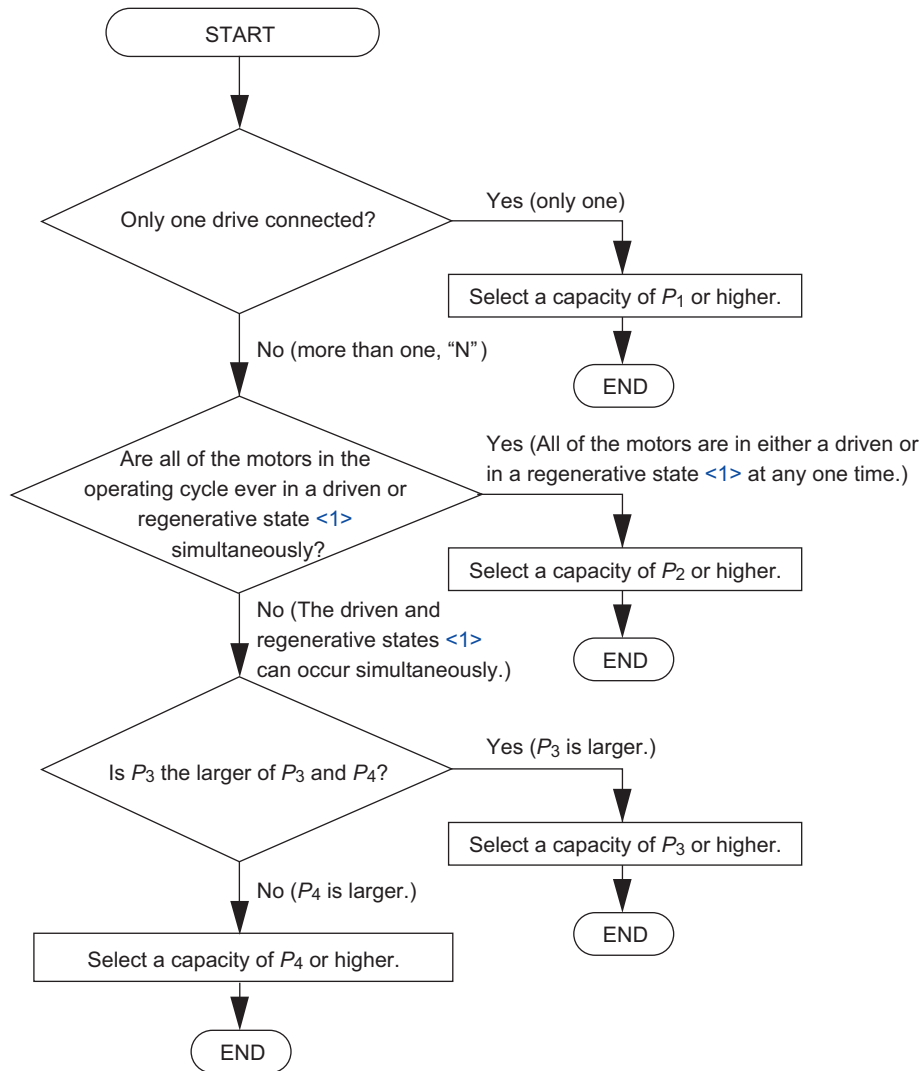 START
Only one drive connected?
Yes (only one)
Select a capacity of P1 or higher.
END
No (more than one, “N”)
Are all of the motors in the
operating cycle ever in a driven or
regenerative state <1>
simultaneously?
Yes (All of the motors are in either a driven or
in a regenerative state <1> at any one time.)
Select a capacity of P2 or higher.
END
No (The driven and
regenerative states <1>
can occur simultaneously.)
Is P3 the larger of P3 and P4?
Yes (P3 is larger.)
Select a capacity of P3 or higher.
END
No (P4 is larger.)
Select a capacity of P4 or higher.
END